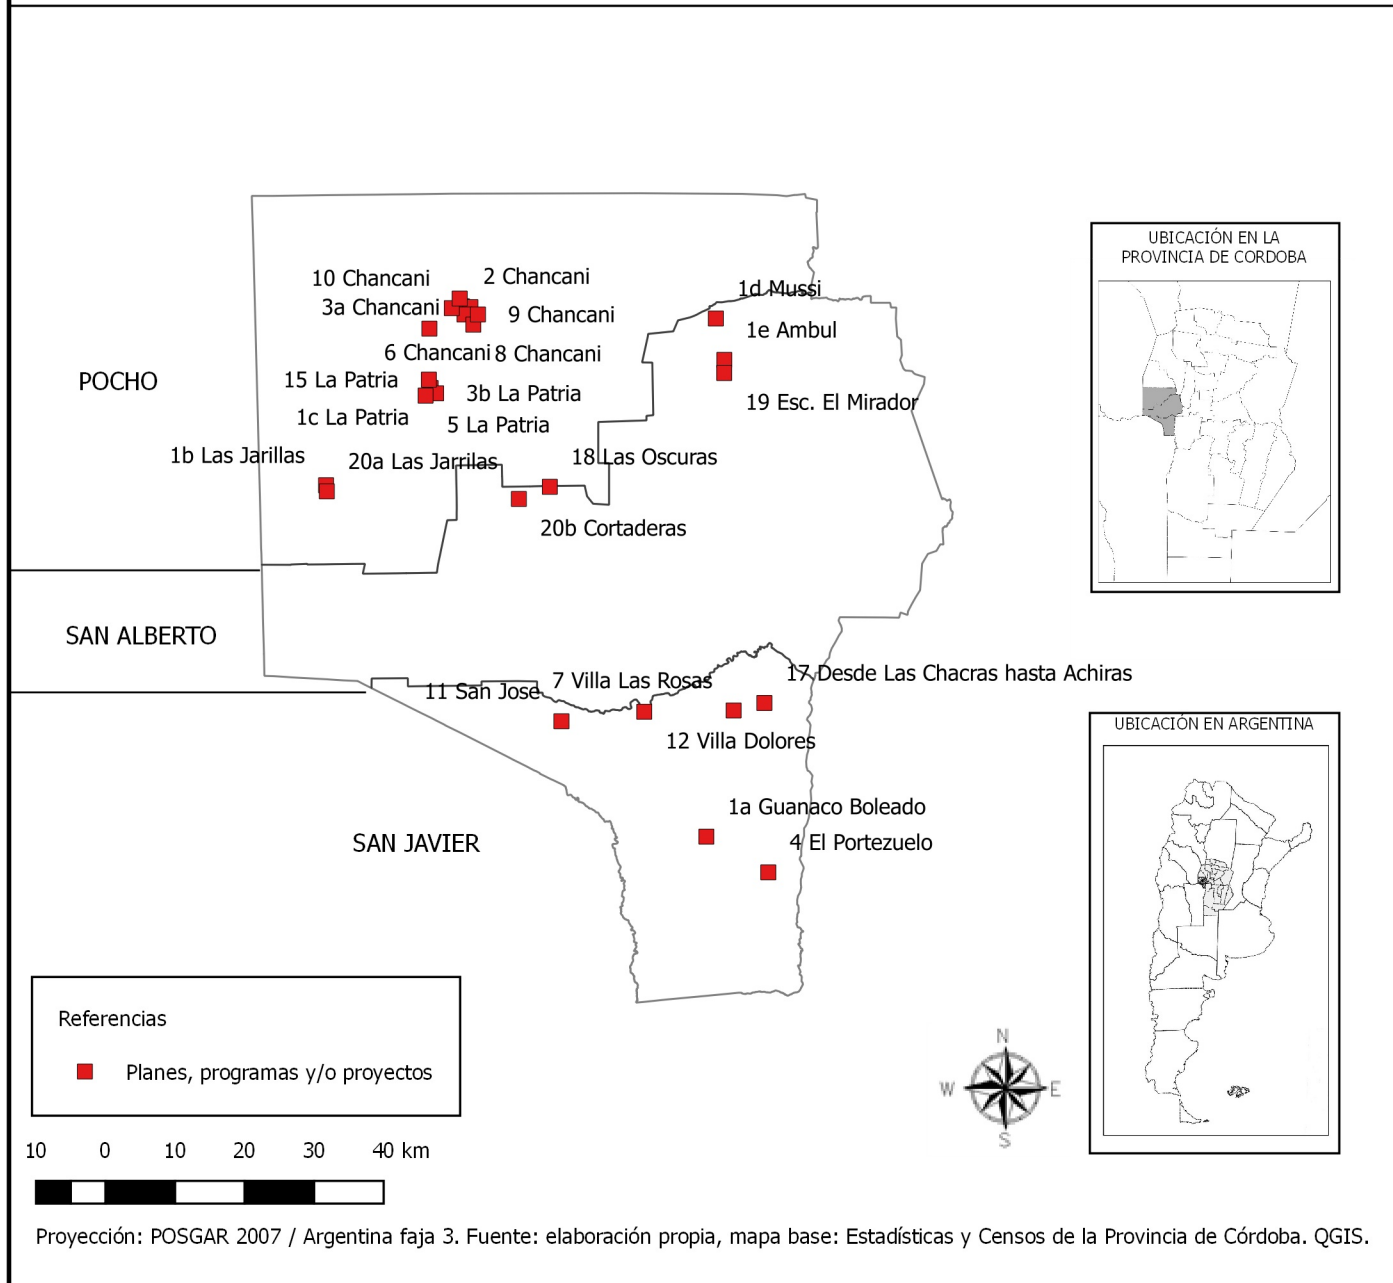 UBICACIÓN EN LA
PROVINCIA DE CORDOBA
10 Chancani
2 Chancani
3a Chancani
9 Chancani
1d Mussi
1e Ambul
6 Chancani
8 Chancani
15 La Patria
3b La Patria
19 Esc. El Mirador
1c La Patria
5 La Patria
POCHO
1b Las Jarillas
20a Las Jarrilas
18 Las Oscuras
20b Cortaderas
SAN ALBERTO
11 San Jose
7 Villa Las Rosas
17 Desde Las Chacras hasta Achiras
12 Villa Dolores
UBICACIÓN EN ARGENTINA
1a Guanaco Boleado
4 El Portezuelo
SAN JAVIER
Referencias
Planes, programas y/o proyectos
N
W
E
S
10 0 10 20 30 40 km
Proyección: POSGAR 2007 / Argentina faja 3. Fuente: elaboración propia, mapa base: Estadísticas y Censos de la Provincia de Córdoba. QGIS.